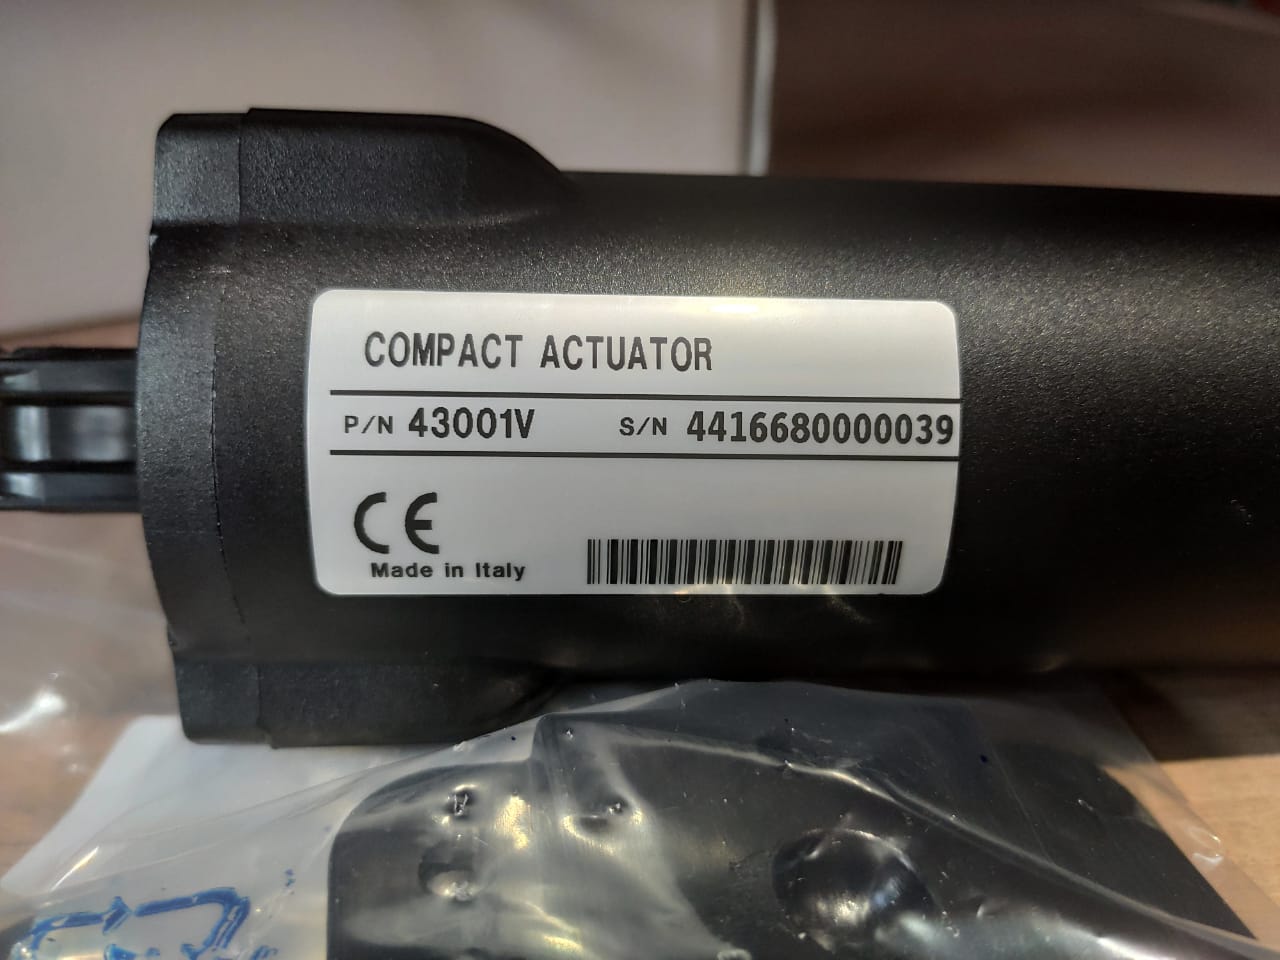 COMPACT ACTUATOR
P/N 43001V S/N 4416680000039
CE
Made in Italy